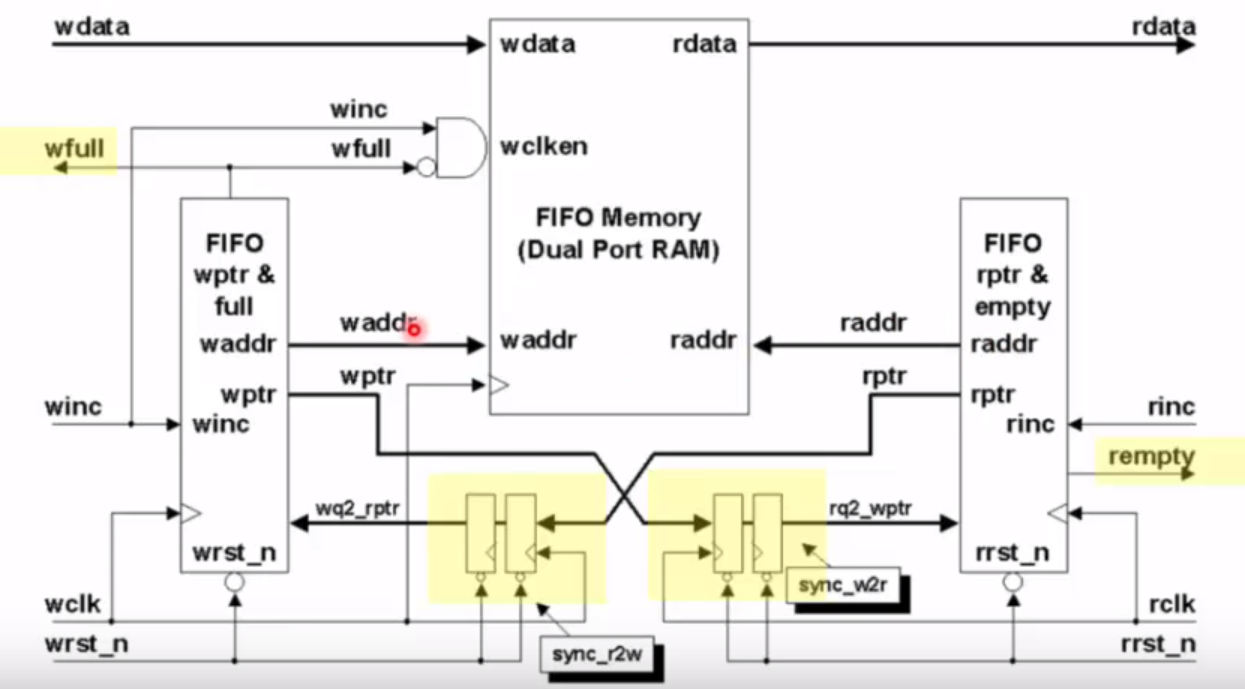 wdata
rdata
wdata
rdata
winc
wfull
wfull
wclken
FIFO Memory
(Dual Port RAM)
FIFO
wptr &
full
FIFO
rptr &
empty
waddr
waddr
waddr
raddr
raddr
raddr
wptr
wptr
rptr
rptr
winc
winc
rinc
rinc
rempty
wq2_rptr
rq2_wptr
wrst_n
rrst_n
sync_w2r
wclk
rclk
wrst_n
rrst_n
sync_r2w